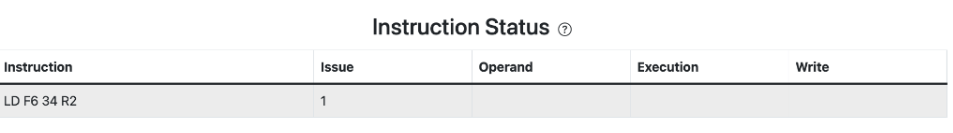 Instruction Status ?
Instruction Issue Operand Execution Write
LD F6 34 R2 1